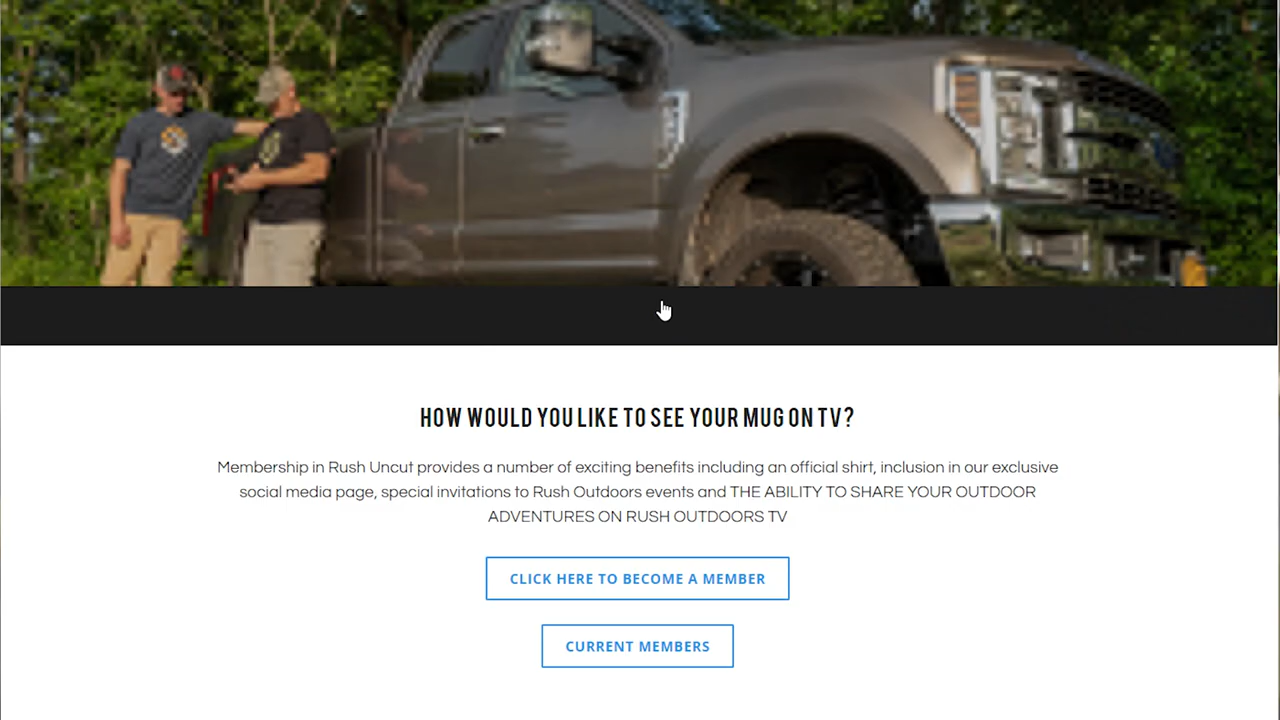 HOW WOULD YOU LIKE TO SEE YOUR MUG ON TV?
Membership in Rush Uncut provides a number of exciting benefits including an official shirt, inclusion in our exclusive
social media page, special invitations to Rush Outdoors events and THE ABILITY TO SHARE YOUR OUTDOOR
ADVENTURES ON RUSH OUTDOORS TV
CLICK HERE TO BECOME A MEMBER
CURRENT MEMBERS